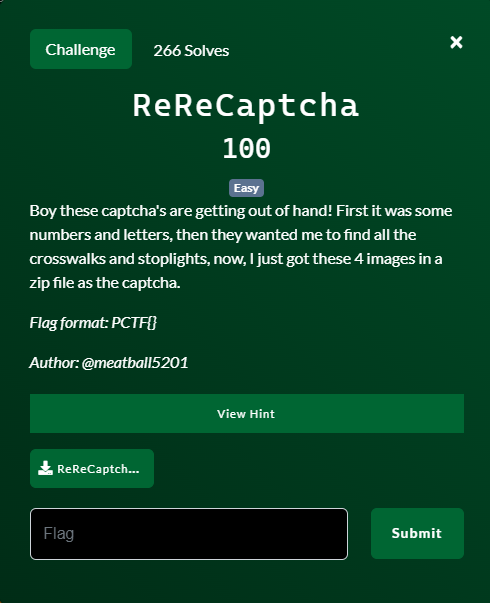 Challenge
266 Solves
×
ReReCaptcha
100
Easy
Boy these captcha's are getting out of hand! First it was some
numbers and letters, then they wanted me to find all the
crosswalks and stoplights, now, I just got these 4 images in a
zip file as the captcha.
Flag format: PCTF{}
Author: @meatball5201
View Hint
ReReCaptch...
Flag
Submit